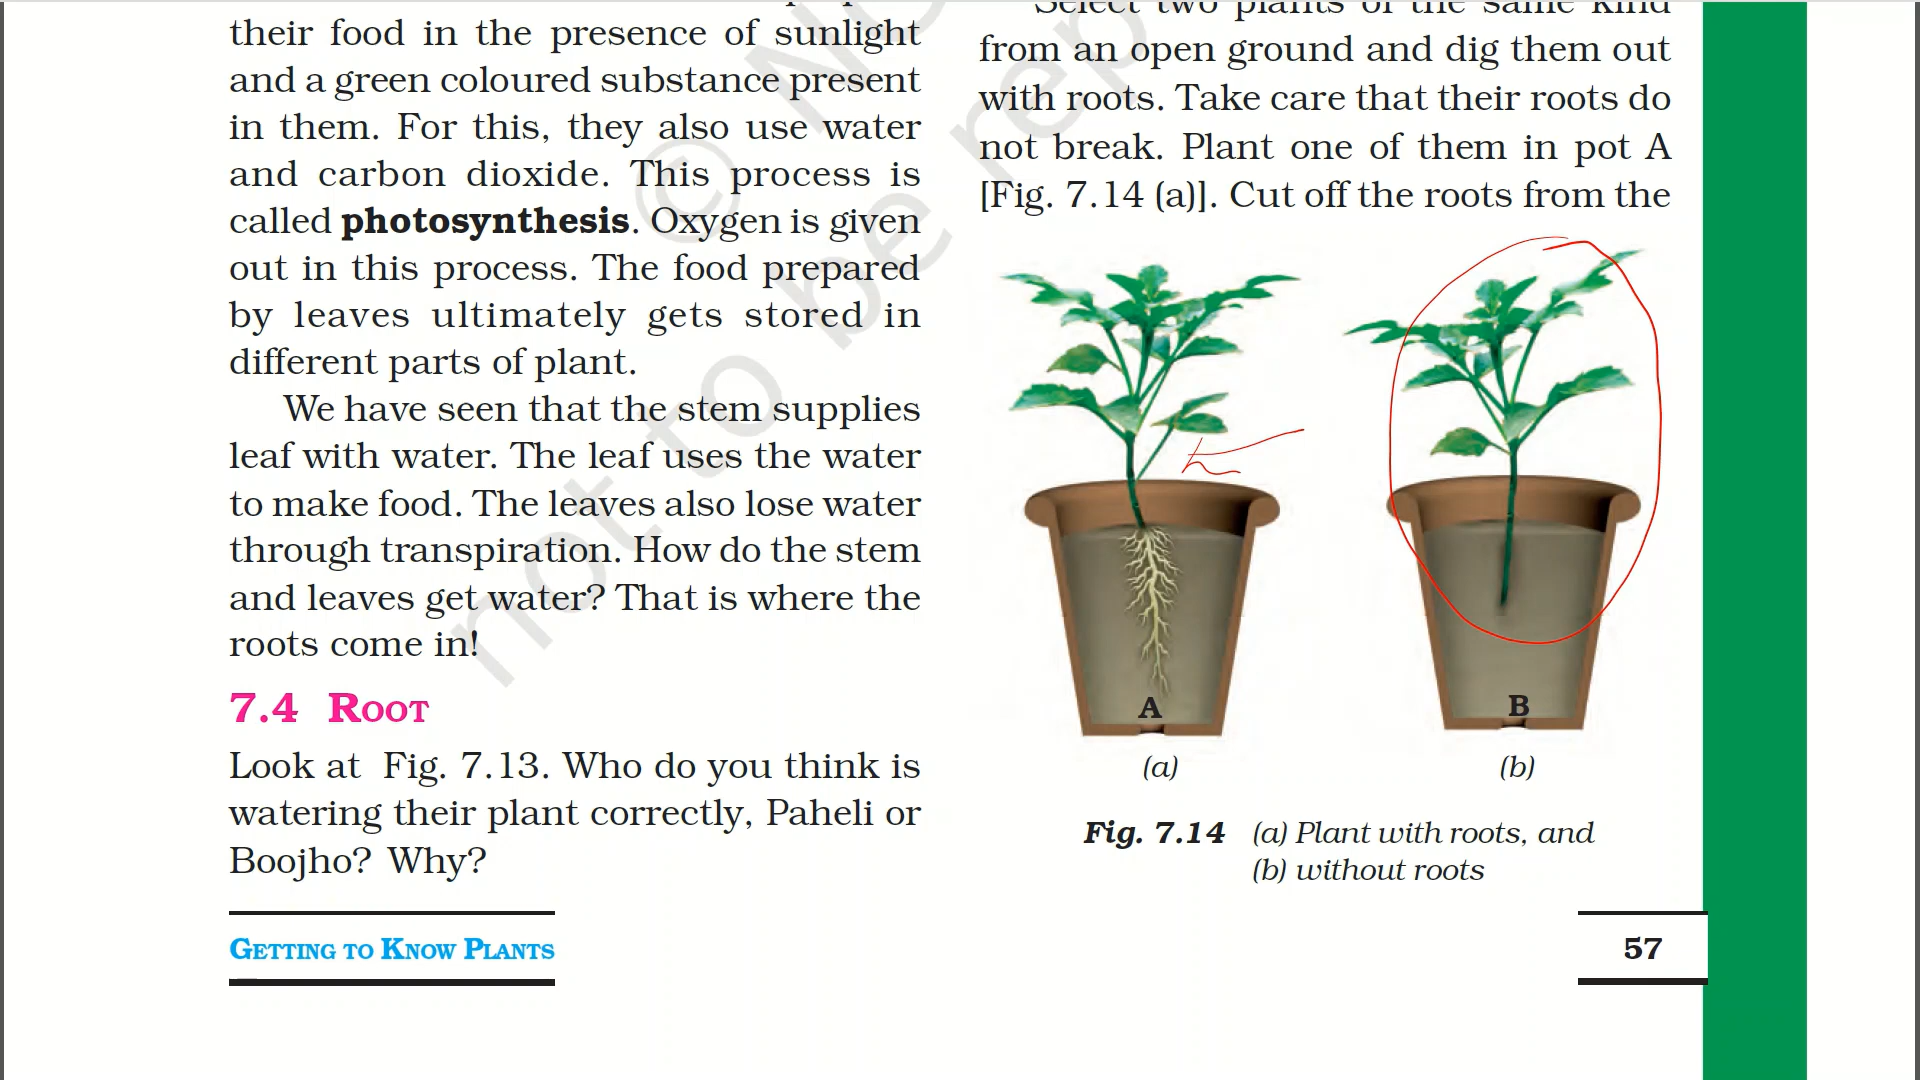 their food in the presence of sunlight
and a green coloured substance present
in them. For this, they also use water
and carbon dioxide. This process is
called photosynthesis. Oxygen is given
out in this process. The food prepared
by leaves ultimately gets stored in
different parts of plant.
We have seen that the stem supplies
leaf with water. The leaf uses the water
to make food. The leaves also lose water
through transpiration. How do the stem
and leaves get water? That is where the
roots come in!
7.4 ROOT
Look at Fig. 7.13. Who do you think is
watering their plant correctly, Paheli or
Boojho? Why?
Select two plants of the same kind
from an open ground and dig them out
with roots. Take care that their roots do
not break. Plant one of them in pot A
[Fig. 7.14 (a)]. Cut off the roots from the
A
B
(a)
(b)
Fig. 7.14 (a) Plant with roots, and
(b) without roots
GETTING TO KNOW PLANTS
57
©
not to be rep